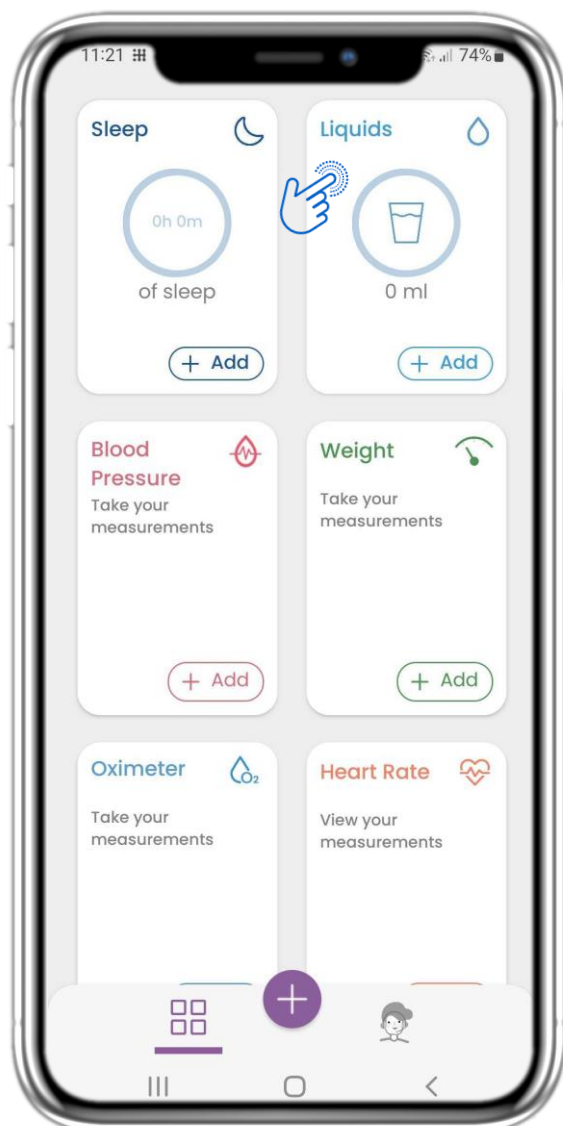 11:21 74%
Sleep
0h 0m
of sleep
+ Add
Liquids
0 ml
+ Add
Blood
Pressure
Take your
measurements
+ Add
Weight
Take your
measurements
+ Add
Oximeter
O2
Take your
measurements
Heart Rate
View your
measurements